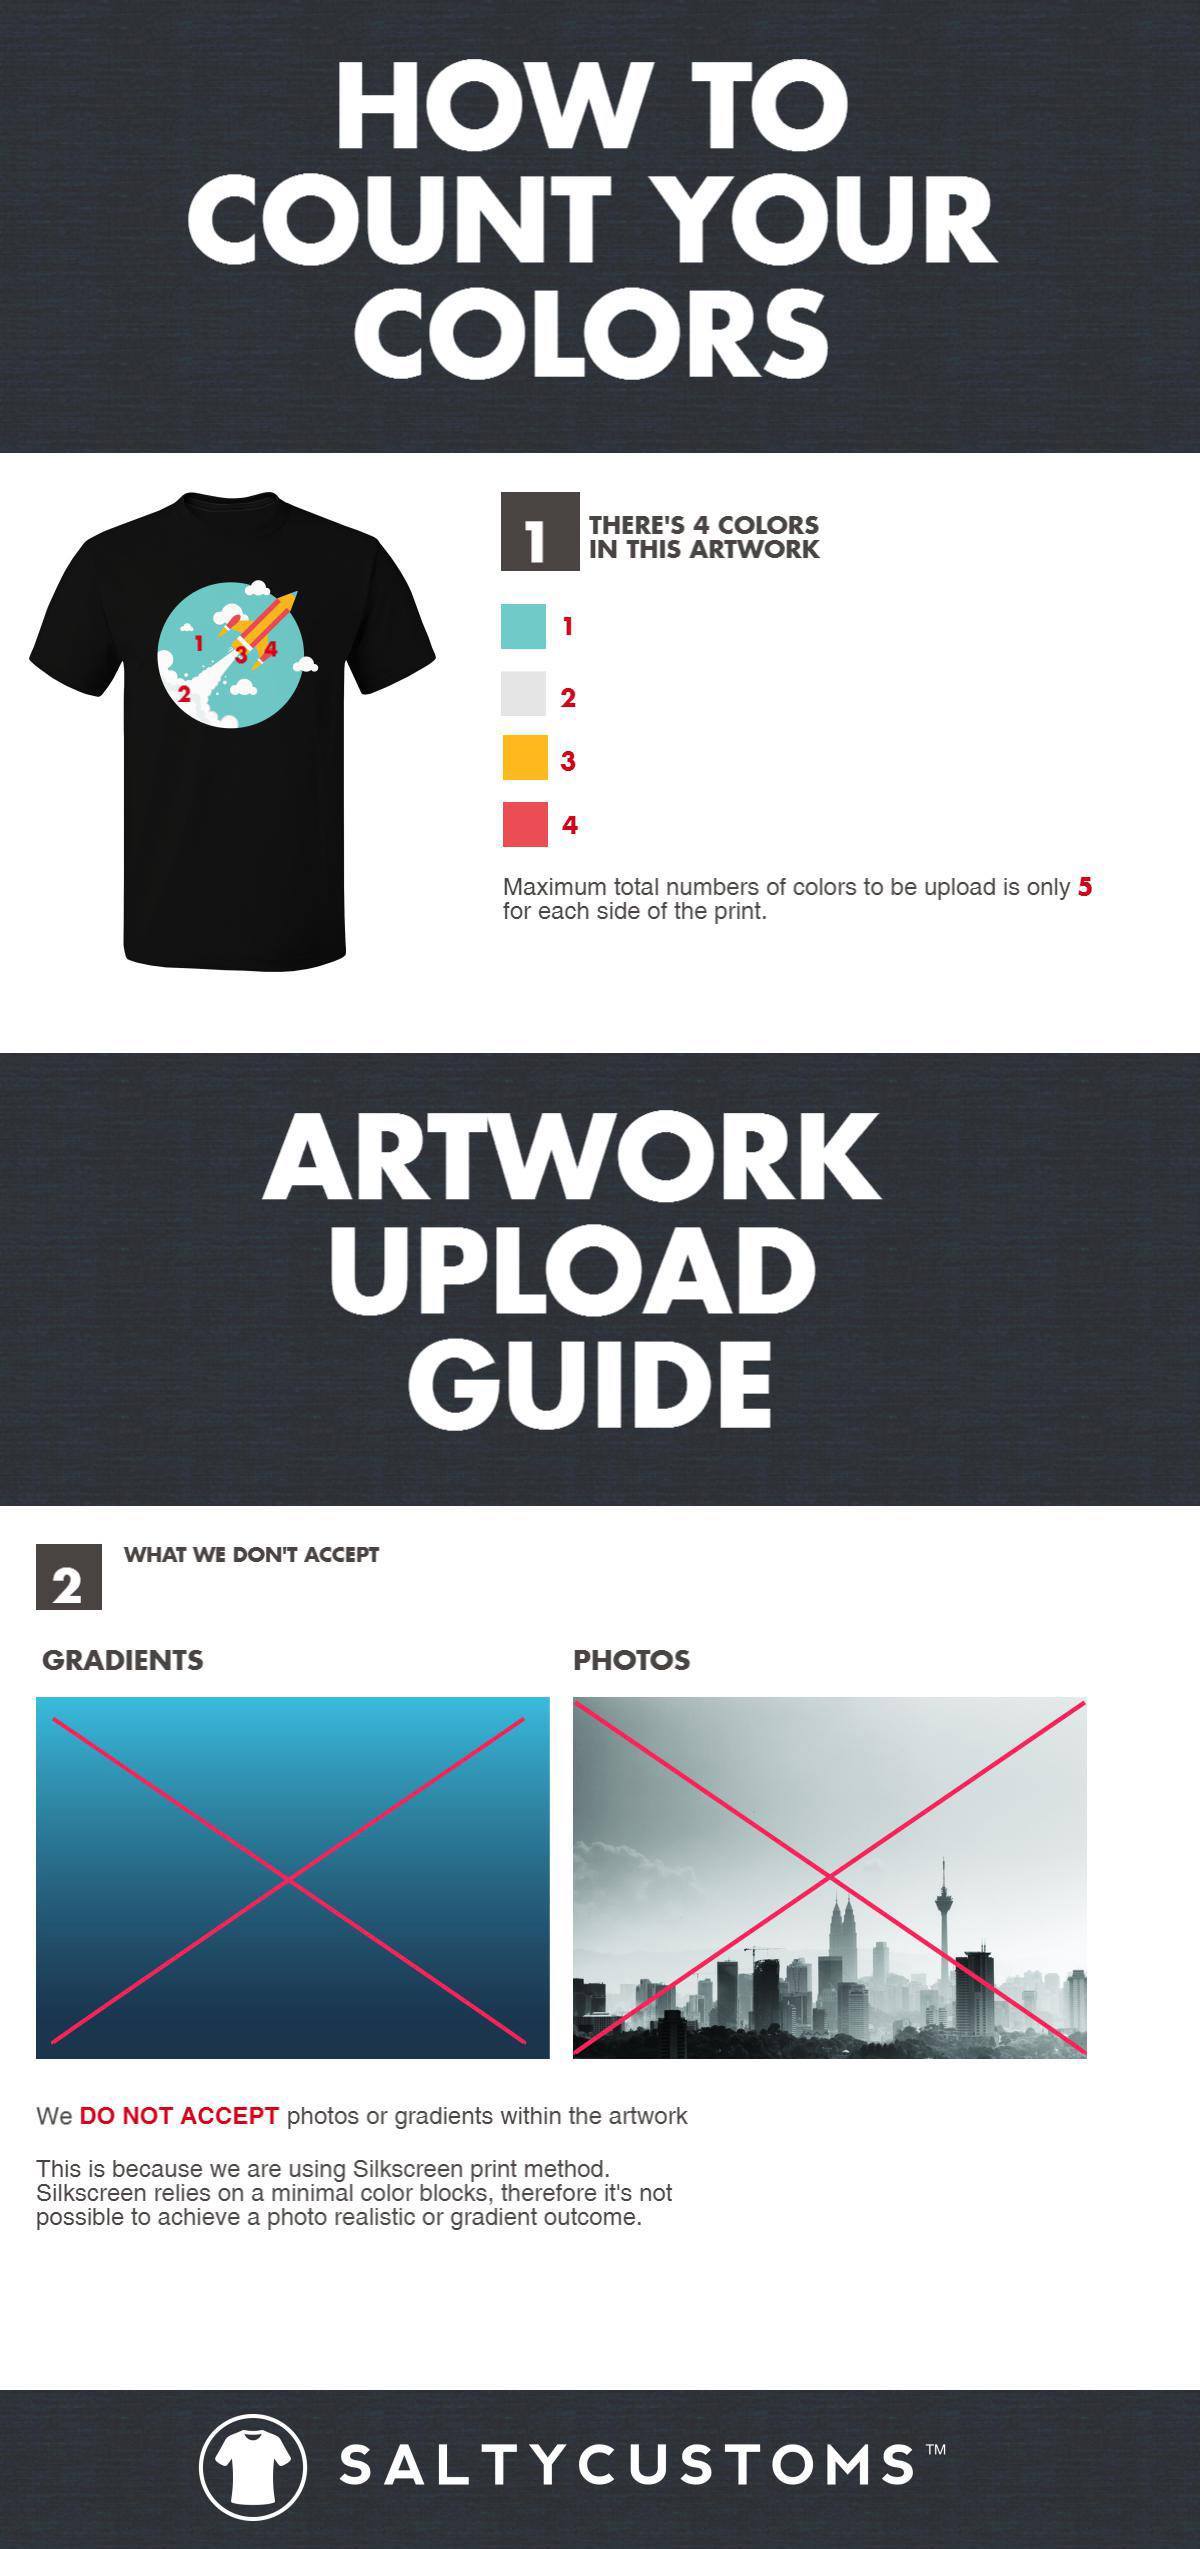 HOW TO
COUNT YOUR
COLORS
1
THERE'S 4 COLORS
IN THIS ARTWORK
1
2
3
4
1
2
3
4
Maximum total numbers of colors to be upload is only 5
for each side of the print.
ARTWORK
UPLOAD
GUIDE
2
WHAT WE DON'T ACCEPT
GRADIENTS
PHOTOS
We DO NOT ACCEPT photos or gradients within the artwork
This is because we are using Silkscreen print method.
Silkscreen relies on a minimal color blocks, therefore it's not
possible to achieve a photo realistic or gradient outcome.
SALTYCUSTOMS™